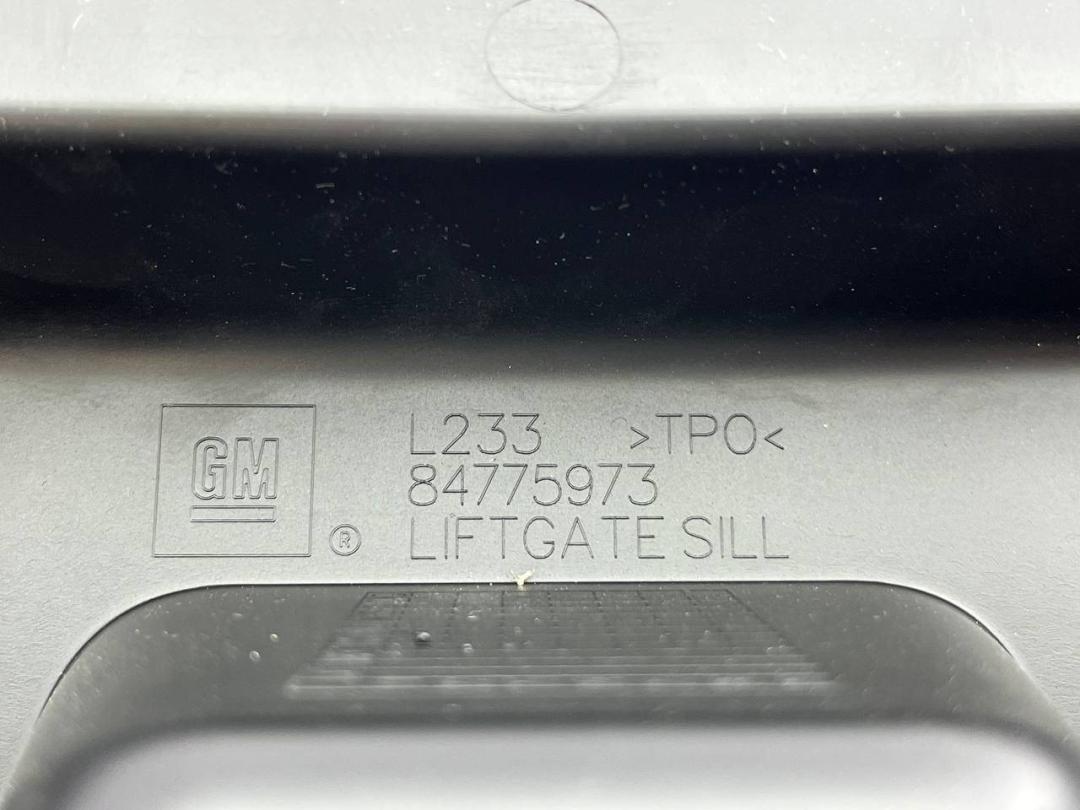 GM
®
L233 >TPO<
84775973
LIFTGATE SILL